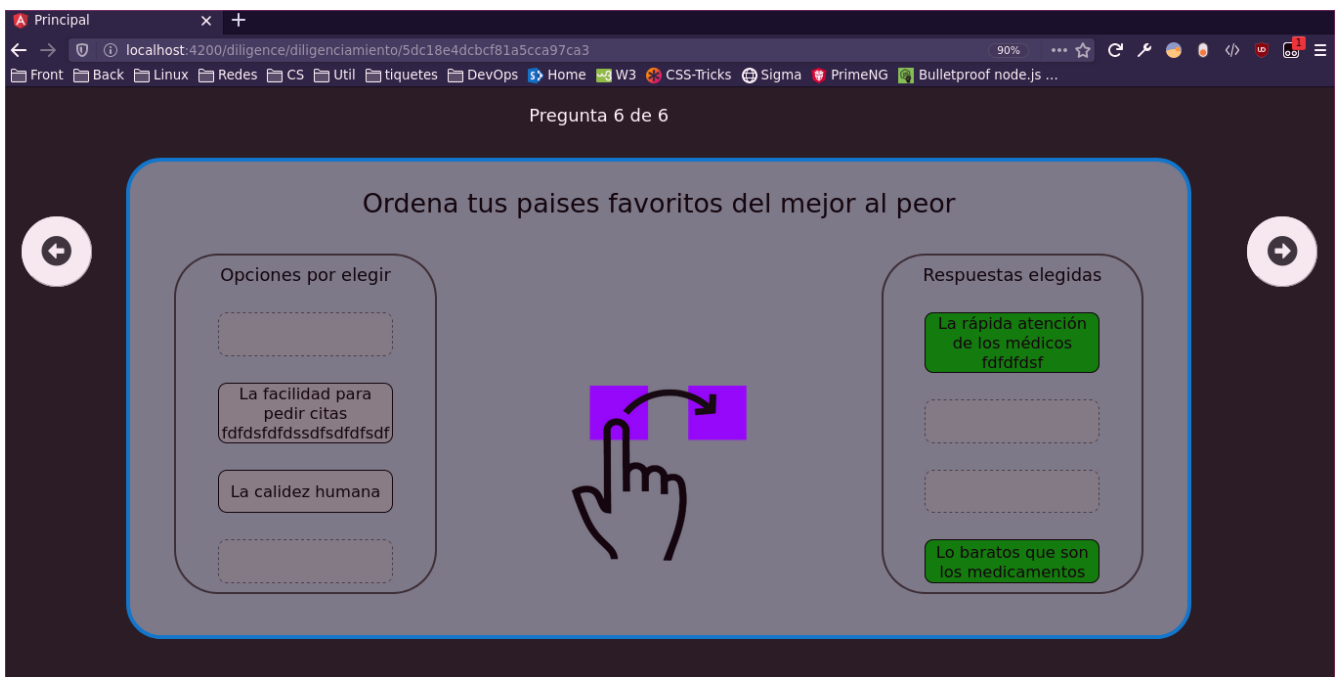 Principal
localhost:4200/diligence/diligenciamiento/5dc18e4dcbcf81a5cca97ca3
90%
1
Front Back Linux Redes CS Util tiquetes DevOps Home W3 CSS-Tricks Sigma PrimeNG Bulletproof node.js ...
Pregunta 6 de 6
Ordena tus paises favoritos del mejor al peor
Opciones por elegir
La facilidad para
pedir citas
fdfdsfdfdssdfsdfdfsdf
La calidez humana
Respuestas elegidas
La rápida atención
de los médicos
fdfdfdsf
Lo baratos que son
los medicamentos